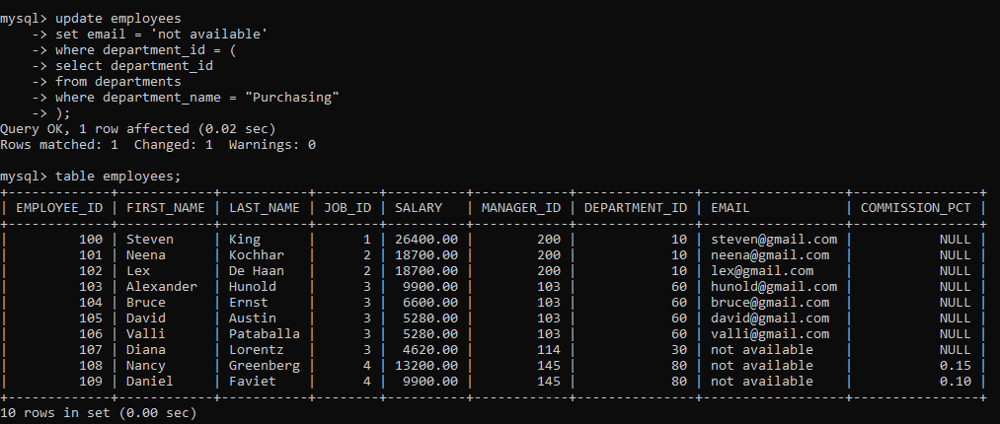 mysql> update employees
    -> set email = 'not available'
    -> where department_id = (
    -> select department_id
    -> from departments
    -> where department_name = "Purchasing"
    -> );
Query OK, 1 row affected (0.02 sec)
Rows matched: 1  Changed: 1  Warnings: 0

mysql> table employees;
+-------------+------------+-----------+--------+----------+------------+---------------+------------------+----------------+
| EMPLOYEE_ID | FIRST_NAME | LAST_NAME | JOB_ID | SALARY   | MANAGER_ID | DEPARTMENT_ID | EMAIL            | COMMISSION_PCT |
+-------------+------------+-----------+--------+----------+------------+---------------+------------------+----------------+
|         100 | Steven     | King      |      1 | 26400.00 |        200 |            10 | steven@gmail.com |           NULL |
|         101 | Neena      | Kochhar   |      2 | 18700.00 |        200 |            10 | neena@gmail.com  |           NULL |
|         102 | Lex        | De Haan   |      2 | 18700.00 |        200 |            10 | lex@gmail.com    |           NULL |
|         103 | Alexander  | Hunold    |      3 |  9900.00 |        103 |            60 | hunold@gmail.com |           NULL |
|         104 | Bruce      | Ernst     |      3 |  6600.00 |        103 |            60 | bruce@gmail.com  |           NULL |
|         105 | David      | Austin    |      3 |  5280.00 |        103 |            60 | david@gmail.com  |           NULL |
|         106 | Valli      | Pataballa |      3 |  5280.00 |        103 |            60 | valli@gmail.com  |           NULL |
|         107 | Diana      | Lorentz   |      3 |  4620.00 |        114 |            30 | not available    |           NULL |
|         108 | Nancy      | Greenberg |      4 | 13200.00 |        145 |            80 | not available    |           0.15 |
|         109 | Daniel     | Faviet    |      4 |  9900.00 |        145 |            80 | not available    |           0.10 |
+-------------+------------+-----------+--------+----------+------------+---------------+------------------+----------------+
10 rows in set (0.00 sec)